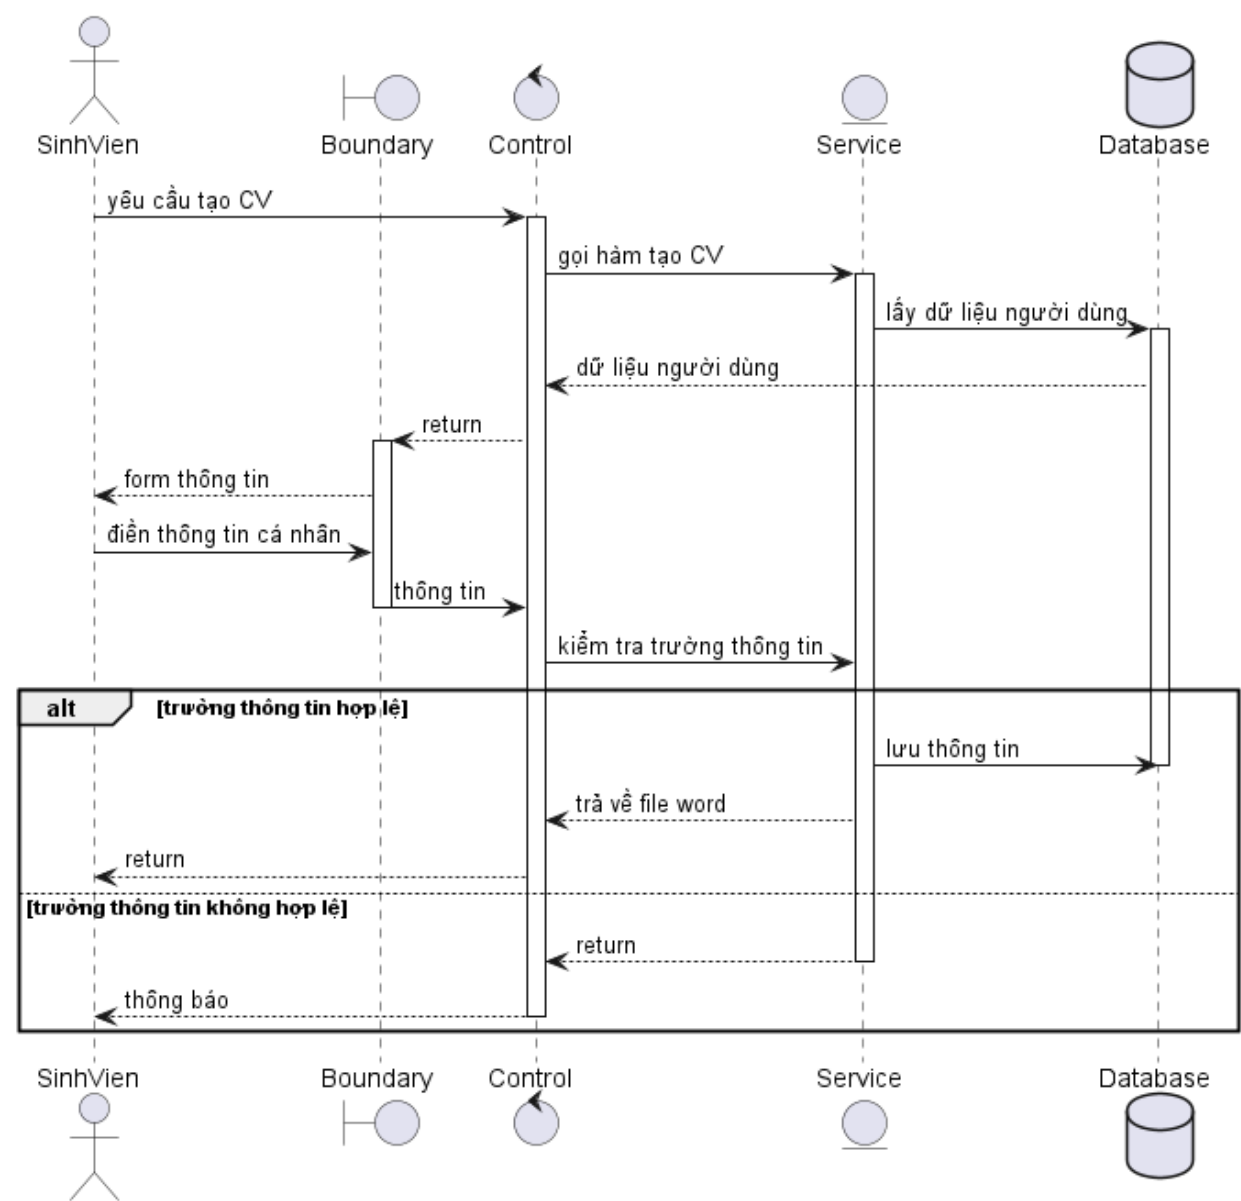 SinhVien Boundary Control Service Database
yêu cầu tạo CV
gọi hàm tạo CV
lấy dữ liệu người dùng
dữ liệu người dùng
return
form thông tin
điền thông tin cá nhân
thông tin
kiểm tra trường thông tin
alt [trường thông tin hợp lệ]
lưu thông tin
trả về file word
return
[trường thông tin không hợp lệ]
return
thông báo
SinhVien Boundary Control Service Database